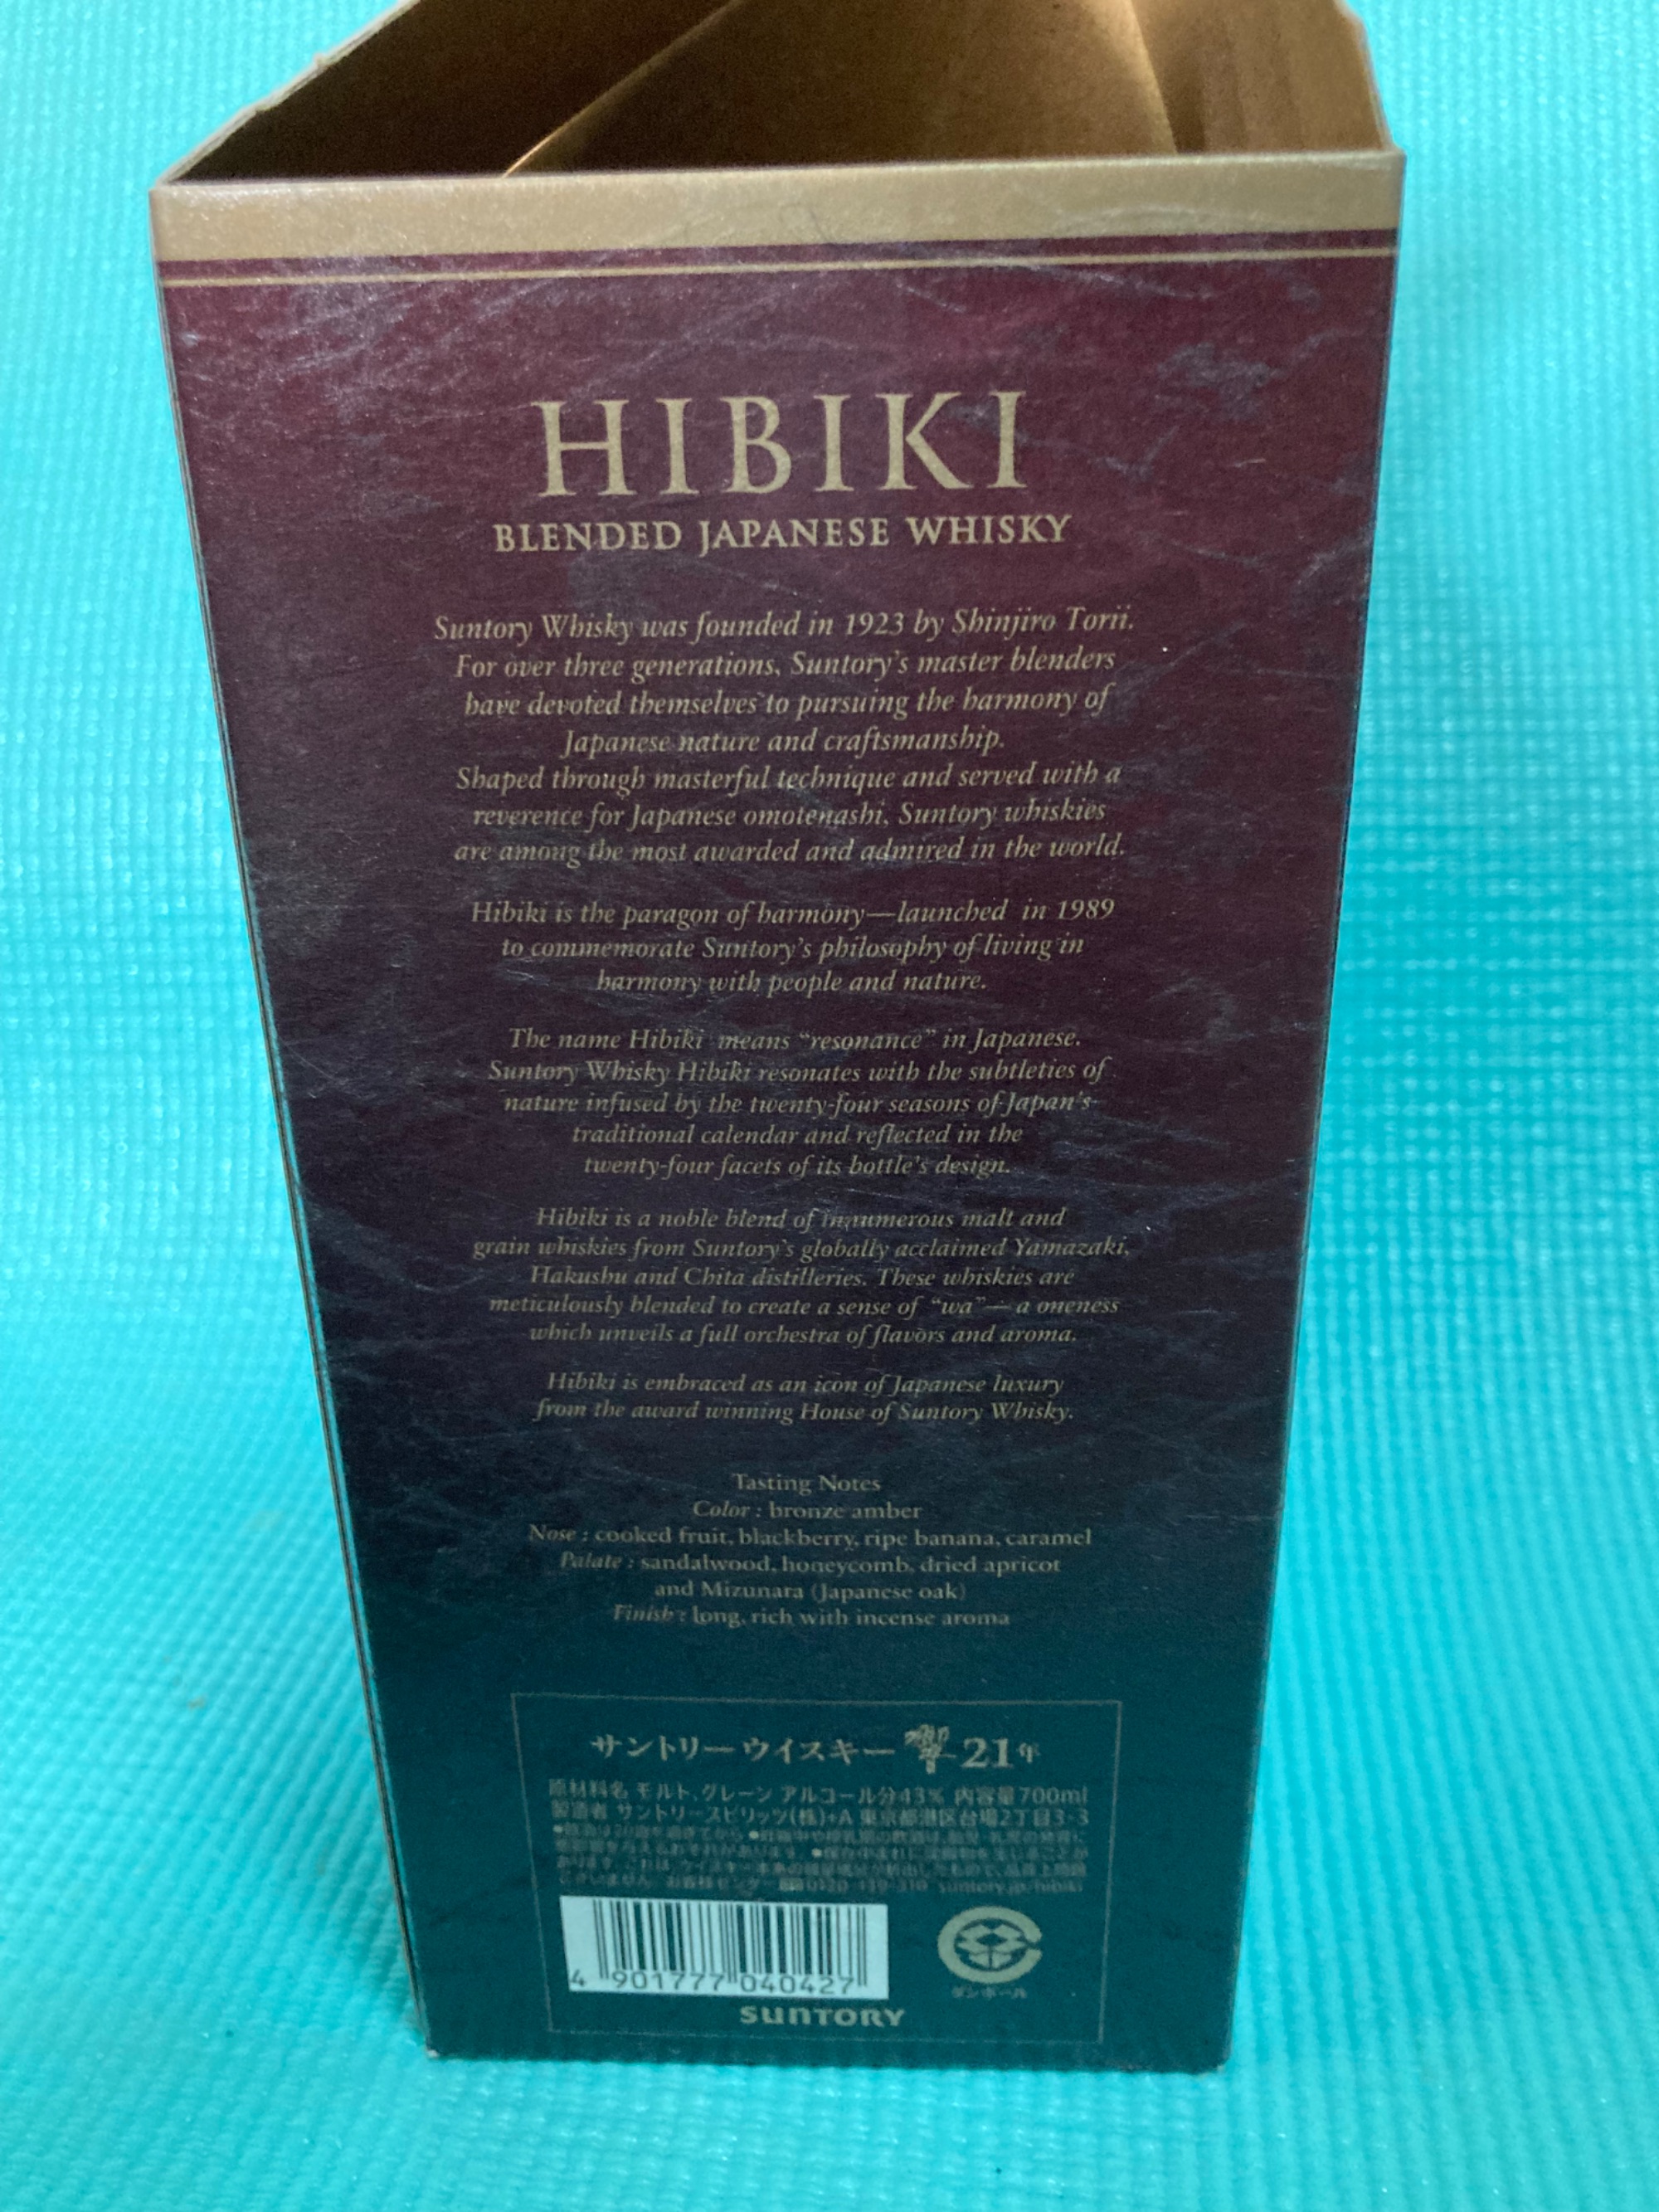 HIBIKI
BLENDED JAPANESE WHISKY
Suntory Whisky was founded in 1923 by Shinjiro Torii.
For over three generations, Suntory's master blenders
have devoted themselves to pursuing the harmony of
Japanese nature and craftsmanship.
Shaped through masterful technique and served with a
reverence for Japanese omotenashi, Suntory whiskies
are among the most awarded and admired in the world.
Hibiki is the paragon of harmony—launched in 1989
to commemorate Suntory's philosophy of living in
harmony with people and nature.
The name Hibiki means “resonance” in Japanese.
Suntory Whisky Hibiki resonates with the subtleties of
nature infused by the twenty-four seasons of Japan's
traditional calendar and reflected in the
twenty-four facets of its bottle's design.
Hibiki is a noble blend of innumerous malt and
grain whiskies from Suntory's globally acclaimed Yamazaki,
Hakushu and Chita distilleries. These whiskies are
meticulously blended to create a sense of “wa”— a oneness
which unveils a full orchestra of flavors and aroma.
Hibiki is embraced as an icon of Japanese luxury
from the award winning House of Suntory Whisky.
Tasting Notes
Color : bronze amber
Nose : cooked fruit, blackberry, ripe banana, caramel
Palate : sandalwood, honeycomb, dried apricot
and Mizunara (Japanese oak)
Finish : long, rich with incense aroma
サントリーウイスキー 響 21年
原材料名 モルト、グレーン アルコール分43% 内容量700ml
製造者 サントリースピリッツ(株)+A 東京都港区台場2丁目3-3
suntory.jp/hibiki
4 901777 040427
ダンボール
SUNTORY